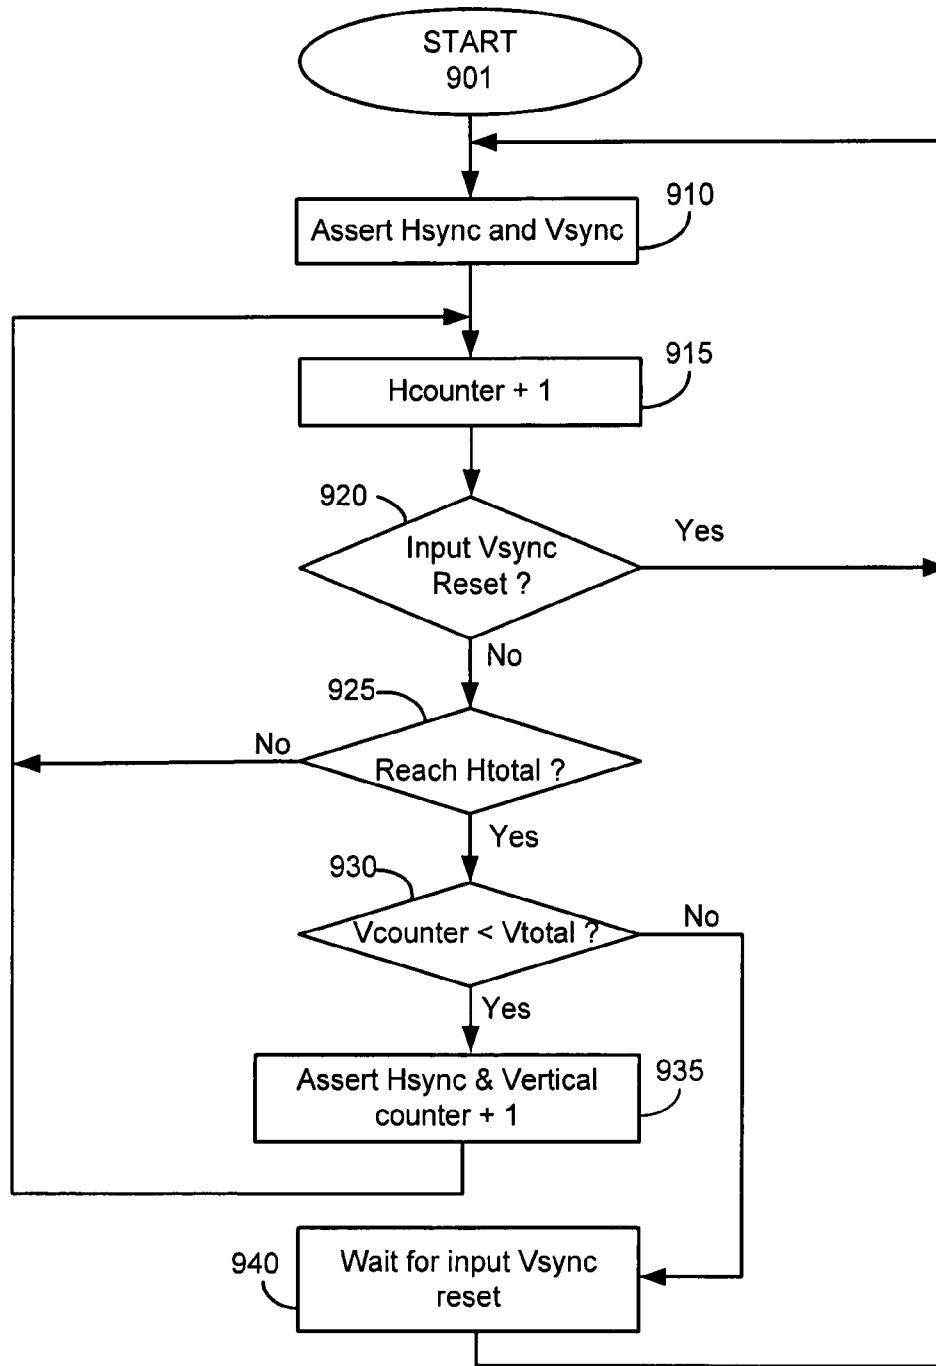 START
901
910
Assert Hsync and Vsync
915
Hcounter + 1
920
Input Vsync
Reset ?
Yes
No
925
No
Reach Htotal ?
Yes
930
Vcounter < Vtotal ?
No
Yes
Assert Hsync & Vertical
counter + 1
935
940
Wait for input Vsync
reset